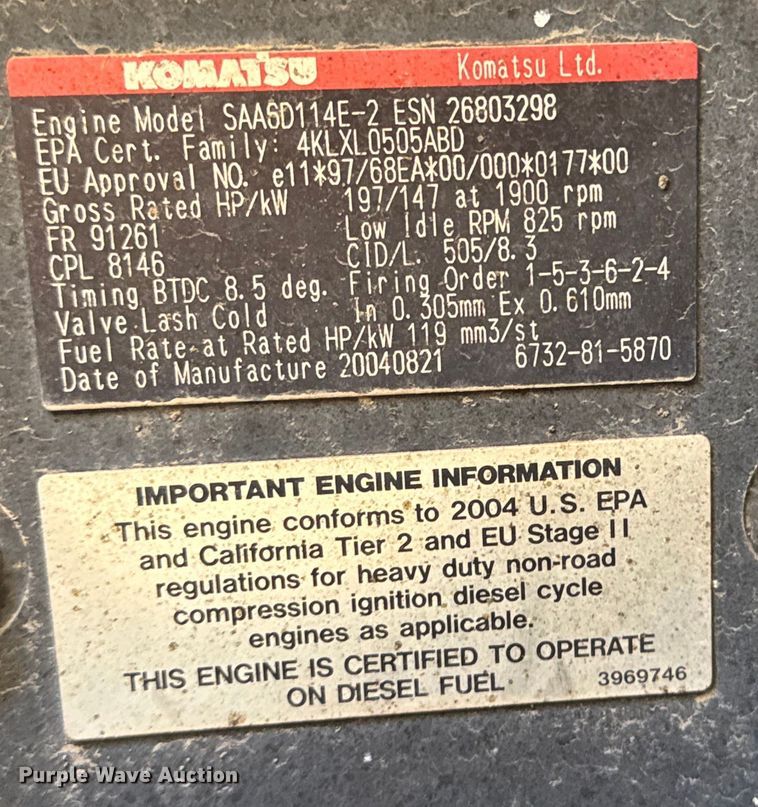 KOMATSU Komatsu Ltd.
Engine Model SAA6D114E-2 ESN 26803298
EPA Cert. Family: 4KLXL0505ABD
EU Approval NO. e11*97/68EA*00/000*0177*00
Gross Rated HP/kW 197/147 at 1900 rpm
FR 91261 Low Idle RPM 825 rpm
CPL 8146 CID/L. 505/8.3
Timing BTDC 8.5 deg. Firing Order 1-5-3-6-2-4
Valve Lash Cold In 0.305mm Ex 0.610mm
Fuel Rate at Rated HP/kW 119 mm3/st
Date of Manufacture 20040821 6732-81-5870
IMPORTANT ENGINE INFORMATION
This engine conforms to 2004 U.S. EPA
and California Tier 2 and EU Stage II
regulations for heavy duty non-road
compression ignition diesel cycle
engines as applicable.
THIS ENGINE IS CERTIFIED TO OPERATE
ON DIESEL FUEL. 3969746
Purple Wave Auction